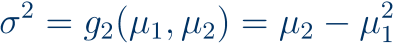 σ² = g₂(μ₁, μ₂) = μ₂ − μ₁²